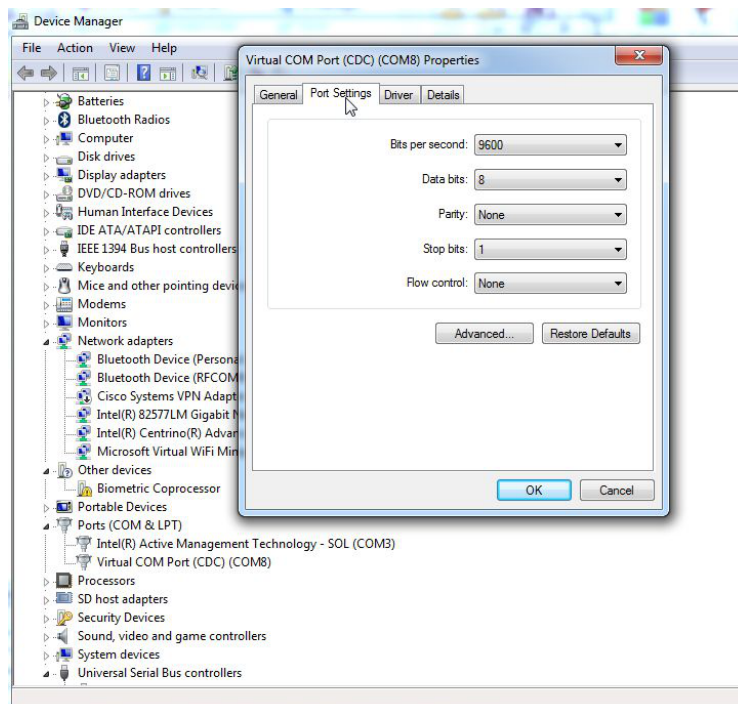 Device Manager
File Action View Help
Batteries
Bluetooth Radios
Computer
Disk drives
Display adapters
DVD/CD-ROM drives
Human Interface Devices
IDE ATA/ATAPI controllers
IEEE 1394 Bus host controllers
Keyboards
Mice and other pointing devi
Modems
Monitors
Network adapters
Bluetooth Device (Persona
Bluetooth Device (RFCOM
Cisco Systems VPN Adapt
Intel(R) 82577LM Gigabit N
Intel(R) Centrino(R) Advan
Microsoft Virtual WiFi Min
Other devices
Biometric Coprocessor
Portable Devices
Ports (COM & LPT)
Intel(R) Active Management Technology - SOL (COM3)
Virtual COM Port (CDC) (COM8)
Processors
SD host adapters
Security Devices
Sound, video and game controllers
System devices
Universal Serial Bus controllers
Virtual COM Port (CDC) (COM8) Properties
General Port Settings Driver Details
Bits per second: 9600
Data bits: 8
Parity: None
Stop bits: 1
Flow control: None
Advanced... Restore Defaults
OK Cancel